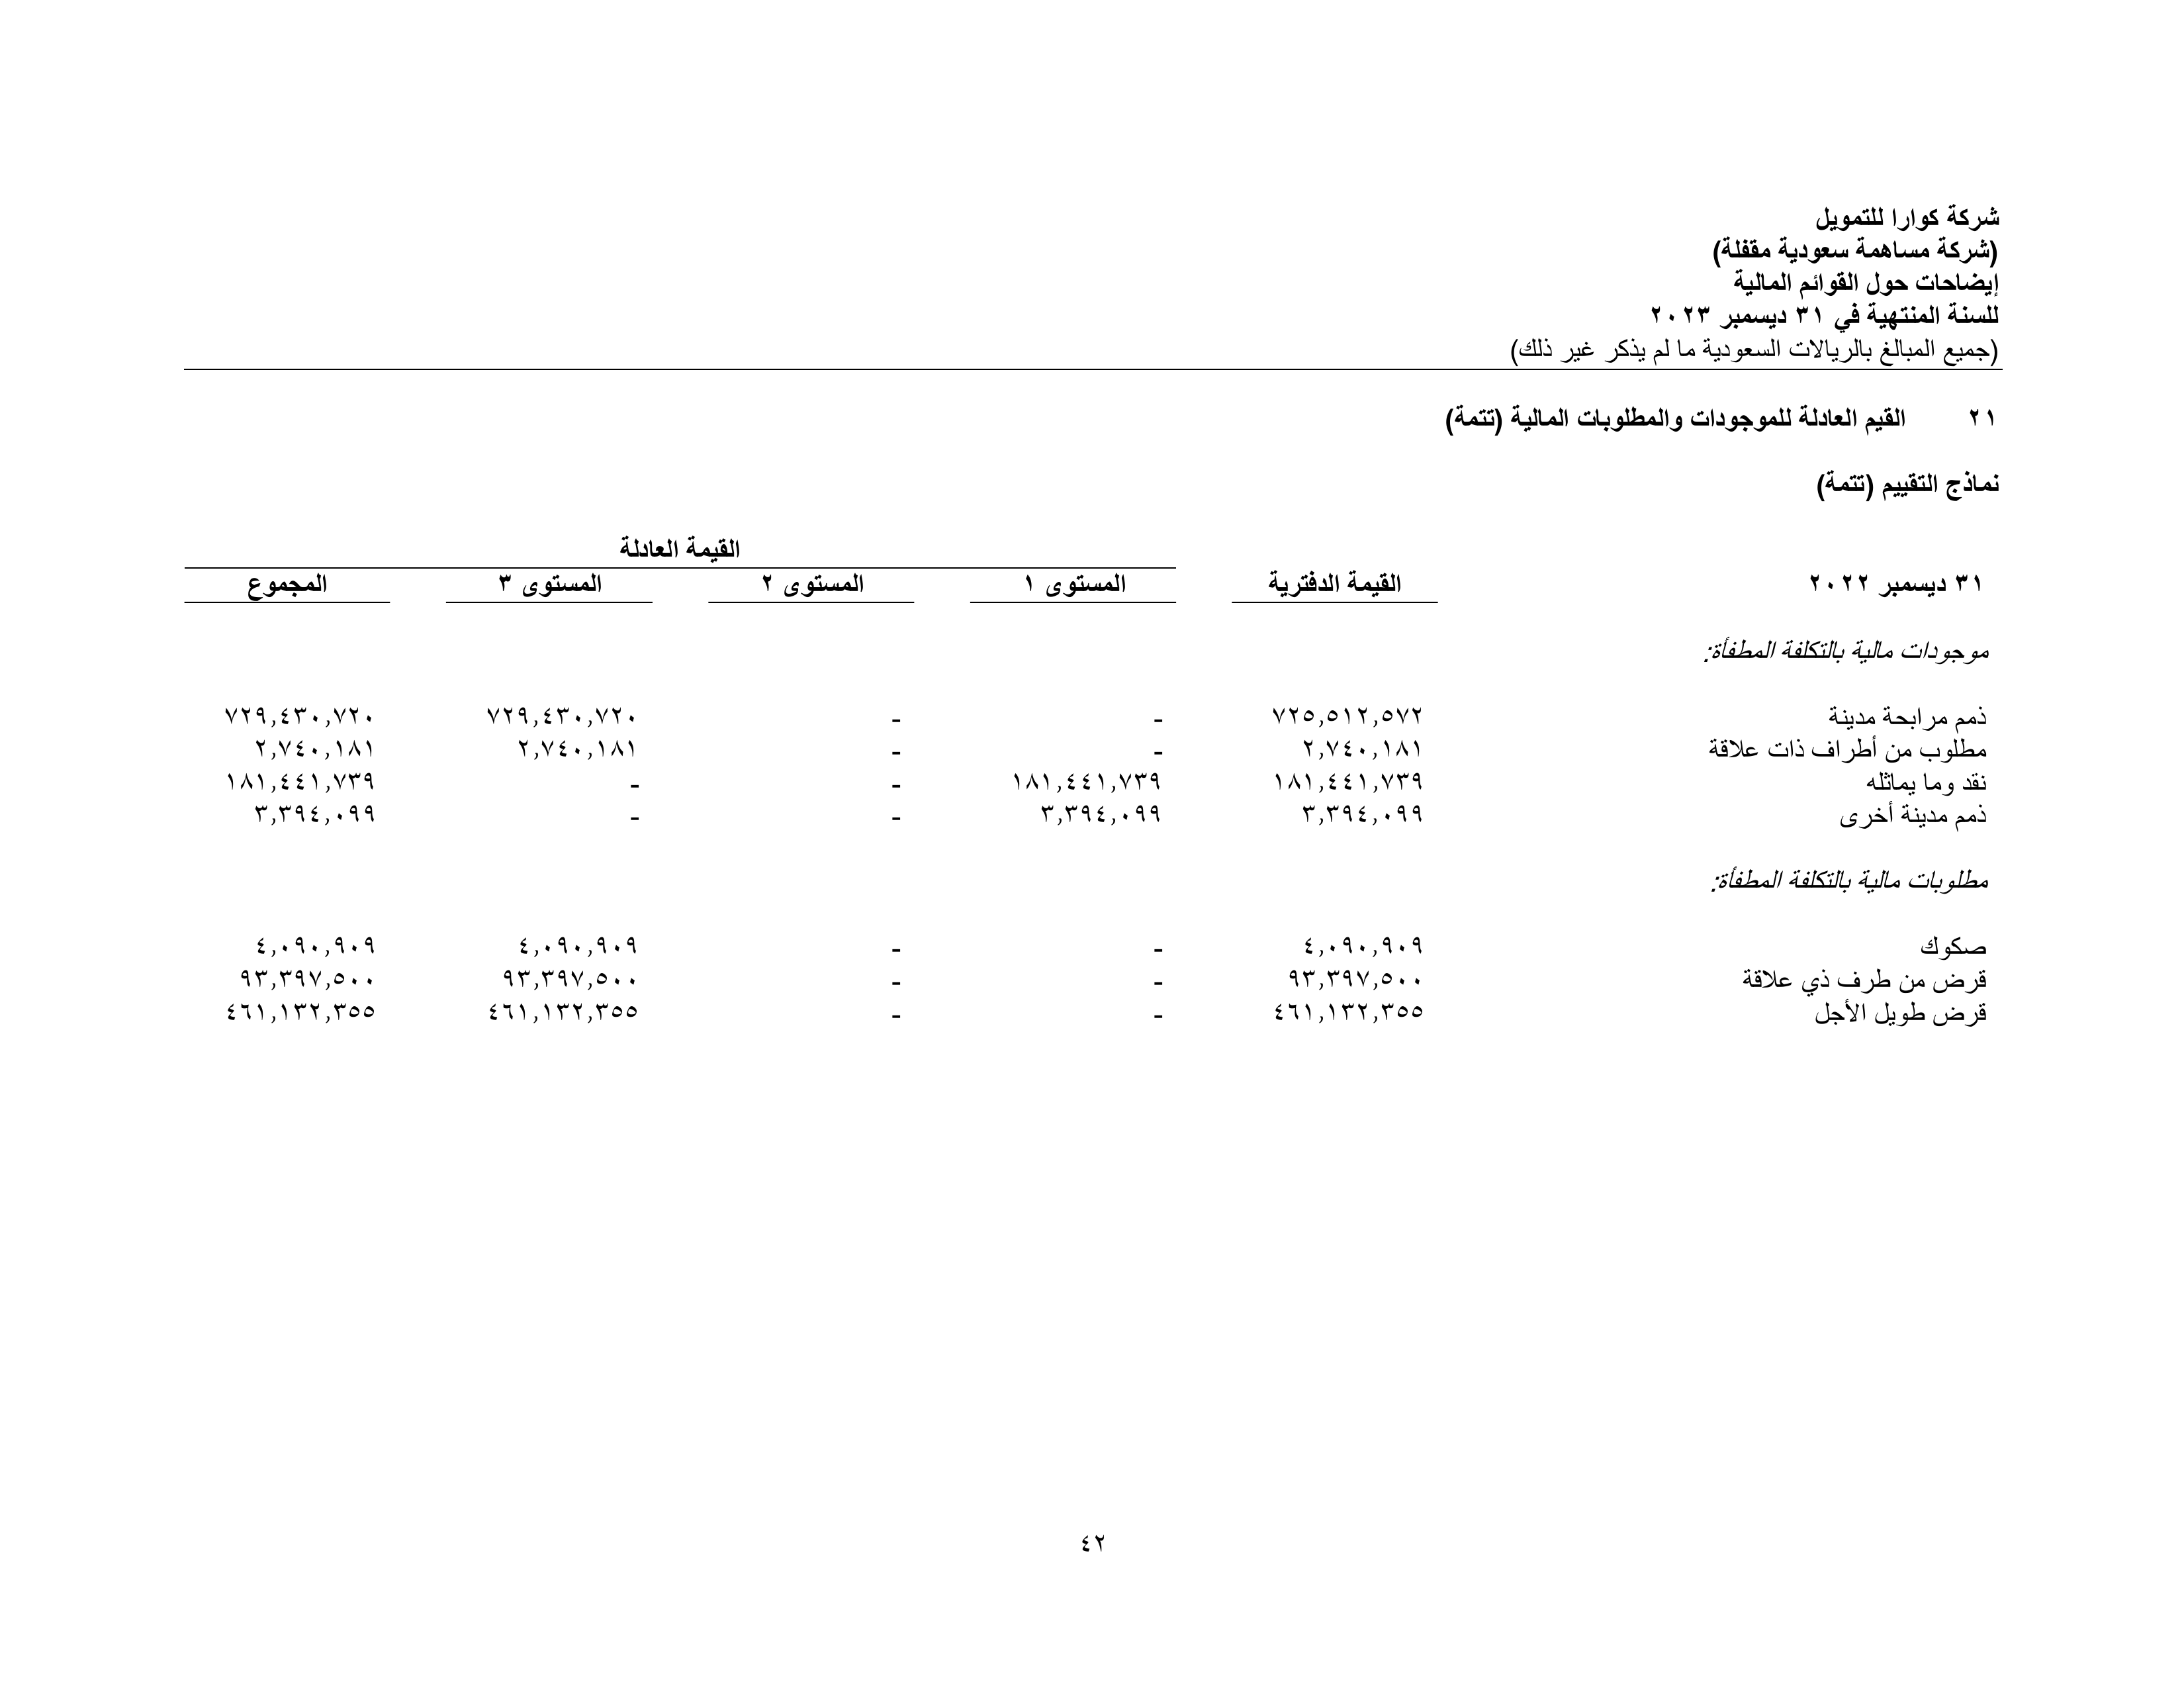 شركة كوارا للتمويل
(شركة مساهمة سعودية مقفلة)
إيضاحات حول القوائم المالية
للسنة المنتهية في ٣١ ديسمبر ٢٠٢٣
(جميع المبالغ بالريالات السعودية ما لم يذكر غير ذلك)
٢١ القيم العادلة للموجودات والمطلوبات المالية (تتمة)
نماذج التقييم (تتمة)
القيمة العادلة
٣١ ديسمبر ٢٠٢٢ القيمة الدفترية المستوى ١ المستوى ٢ المستوى ٣ المجموع
موجودات مالية بالتكلفة المطفأة:
ذمم مرابحة مدينة ٧٢٥,٥١٢,٥٧٢ - - ٧٢٩,٤٣٠,٧٢٠ ٧٢٩,٤٣٠,٧٢٠
مطلوب من أطراف ذات علاقة ٢,٧٤٠,١٨١ - - ٢,٧٤٠,١٨١ ٢,٧٤٠,١٨١
نقد وما يماثله ١٨١,٤٤١,٧٣٩ ١٨١,٤٤١,٧٣٩ - - ١٨١,٤٤١,٧٣٩
ذمم مدينة أخرى ٣,٣٩٤,٠٩٩ ٣,٣٩٤,٠٩٩ - - ٣,٣٩٤,٠٩٩
مطلوبات مالية بالتكلفة المطفأة:
صكوك ٤,٠٩٠,٩٠٩ - - ٤,٠٩٠,٩٠٩ ٤,٠٩٠,٩٠٩
قرض من طرف ذي علاقة ٩٣,٣٩٧,٥٠٠ - - ٩٣,٣٩٧,٥٠٠ ٩٣,٣٩٧,٥٠٠
قرض طويل الأجل ٤٦١,١٣٢,٣٥٥ - - ٤٦١,١٣٢,٣٥٥ ٤٦١,١٣٢,٣٥٥
٤٢